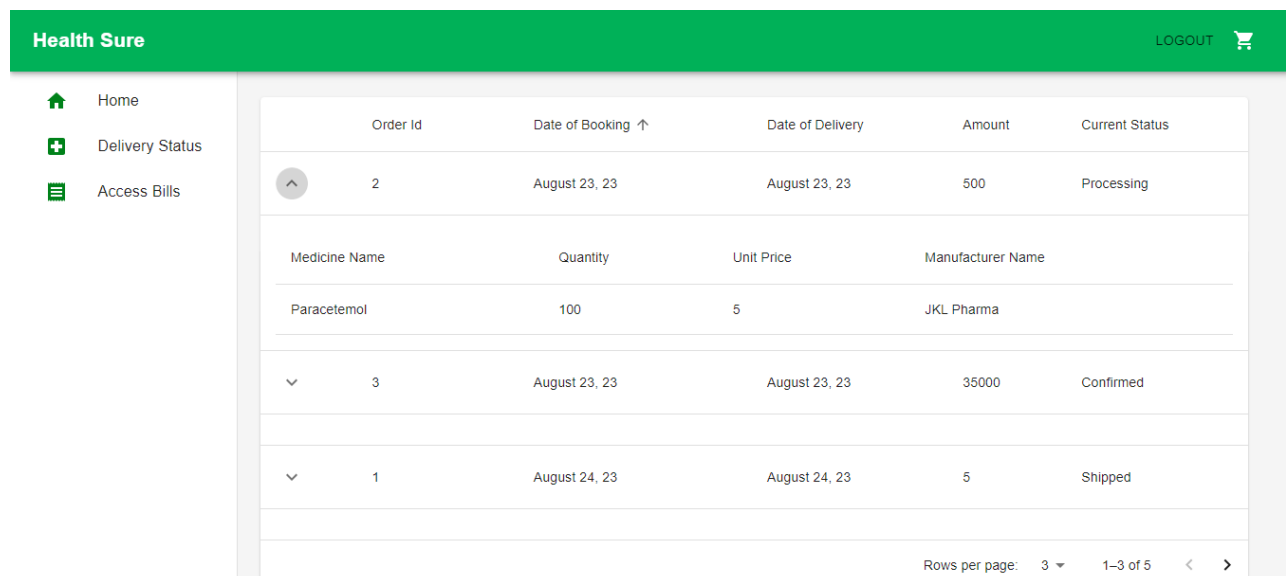 Health Sure LOGOUT
Home
Delivery Status
Access Bills
Order Id Date of Booking Date of Delivery Amount Current Status
2 August 23, 23 August 23, 23 500 Processing
Medicine Name Quantity Unit Price Manufacturer Name
Paracetemol 100 5 JKL Pharma
3 August 23, 23 August 23, 23 35000 Confirmed
1 August 24, 23 August 24, 23 5 Shipped
Rows per page: 3 1–3 of 5